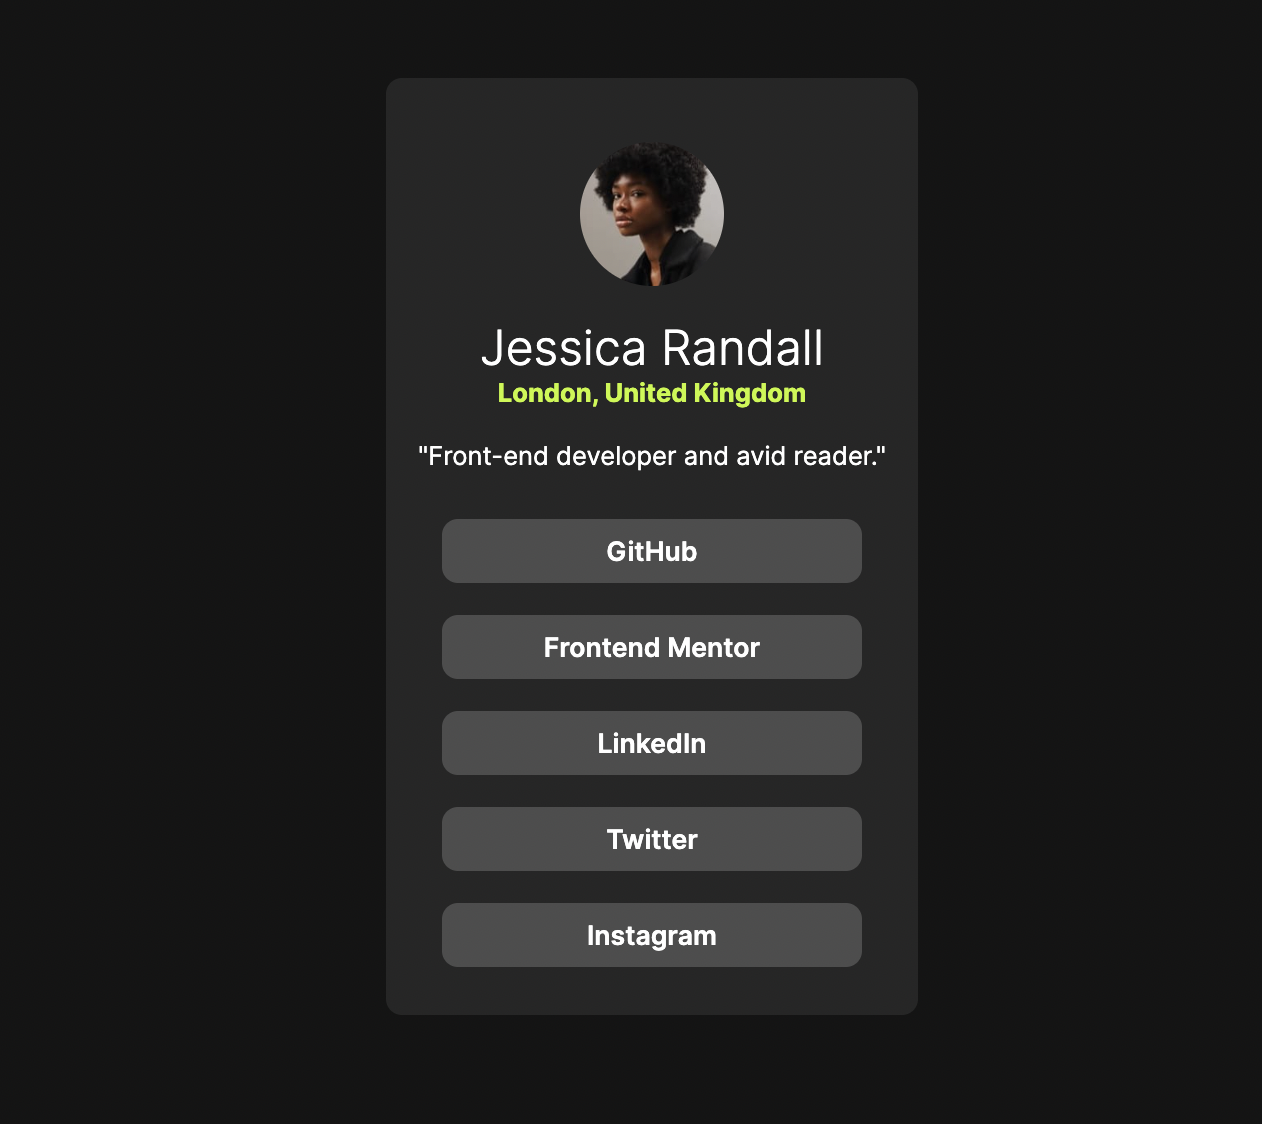 Jessica Randall
London, United Kingdom
"Front-end developer and avid reader."
GitHub
Frontend Mentor
LinkedIn
Twitter
Instagram